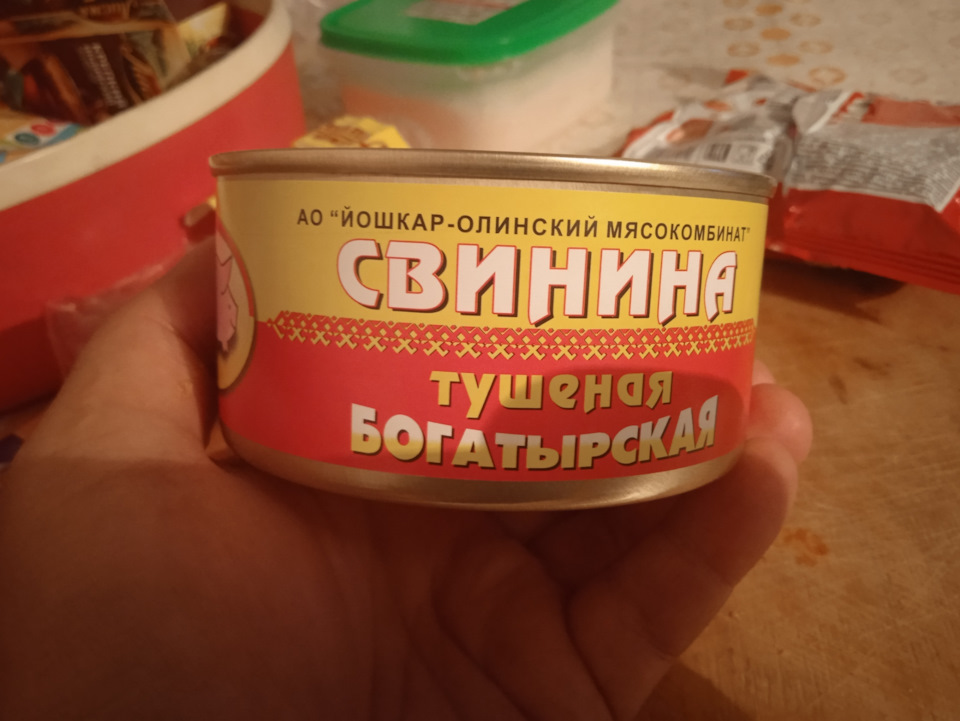 АО "ЙОШКАР-ОЛИНСКИЙ МЯСОКОМБИНАТ"
СВИНИНА
тушеная
БОГАТЫРСКАЯ